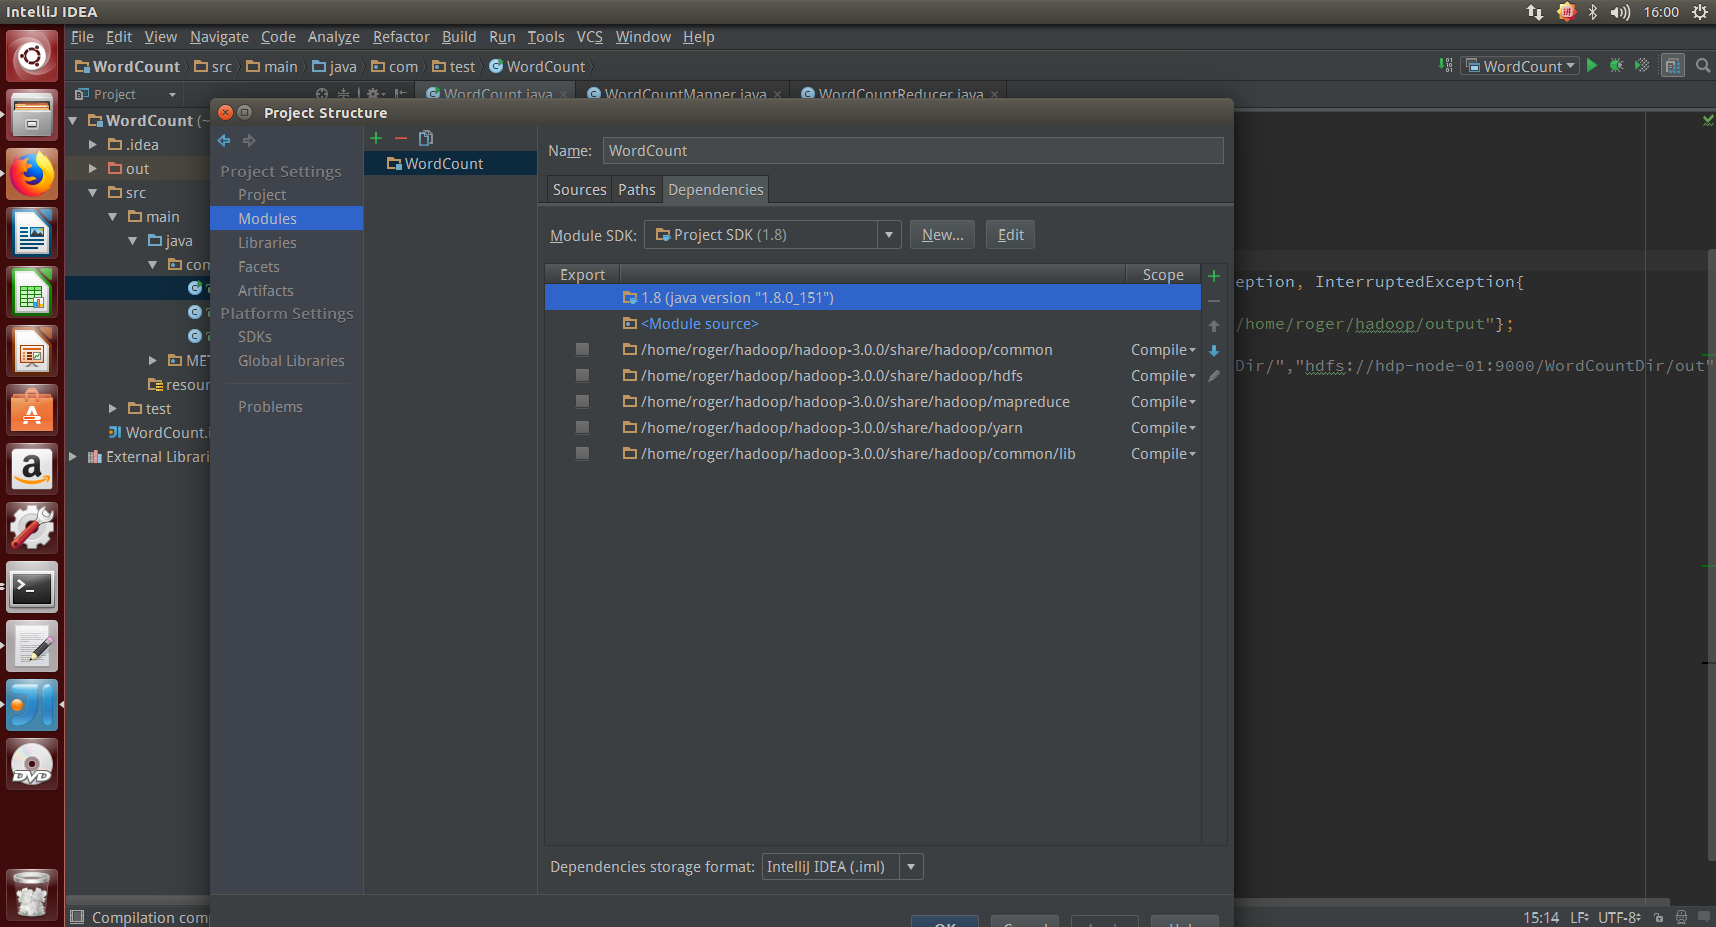 IntelliJ IDEA
16:00
File Edit View Navigate Code Analyze Refactor Build Run Tools VCS Window Help
WordCount src main java com test WordCount
WordCount
Project
WordCount.java WordCountMapper.java WordCountReducer.java
WordCount (~
.idea
out
src
main
java
com
MET
resour
test
WordCount.i
External Librari
Project Structure
Project Settings
Project
Modules
Libraries
Facets
Artifacts
Platform Settings
SDKs
Global Libraries
Problems
WordCount
Name: WordCount
Sources Paths Dependencies
Module SDK: Project SDK (1.8) New... Edit
Export Scope
1.8 (java version "1.8.0_151")
<Module source>
/home/roger/hadoop/hadoop-3.0.0/share/hadoop/common Compile
/home/roger/hadoop/hadoop-3.0.0/share/hadoop/hdfs Compile
/home/roger/hadoop/hadoop-3.0.0/share/hadoop/mapreduce Compile
/home/roger/hadoop/hadoop-3.0.0/share/hadoop/yarn Compile
/home/roger/hadoop/hadoop-3.0.0/share/hadoop/common/lib Compile
Dependencies storage format: IntelliJ IDEA (.iml)
eption, InterruptedException{
/home/roger/hadoop/output"};
Dir/","hdfs://hdp-node-01:9000/WordCountDir/out"
DVD
Compilation com
15:14 LF UTF-8